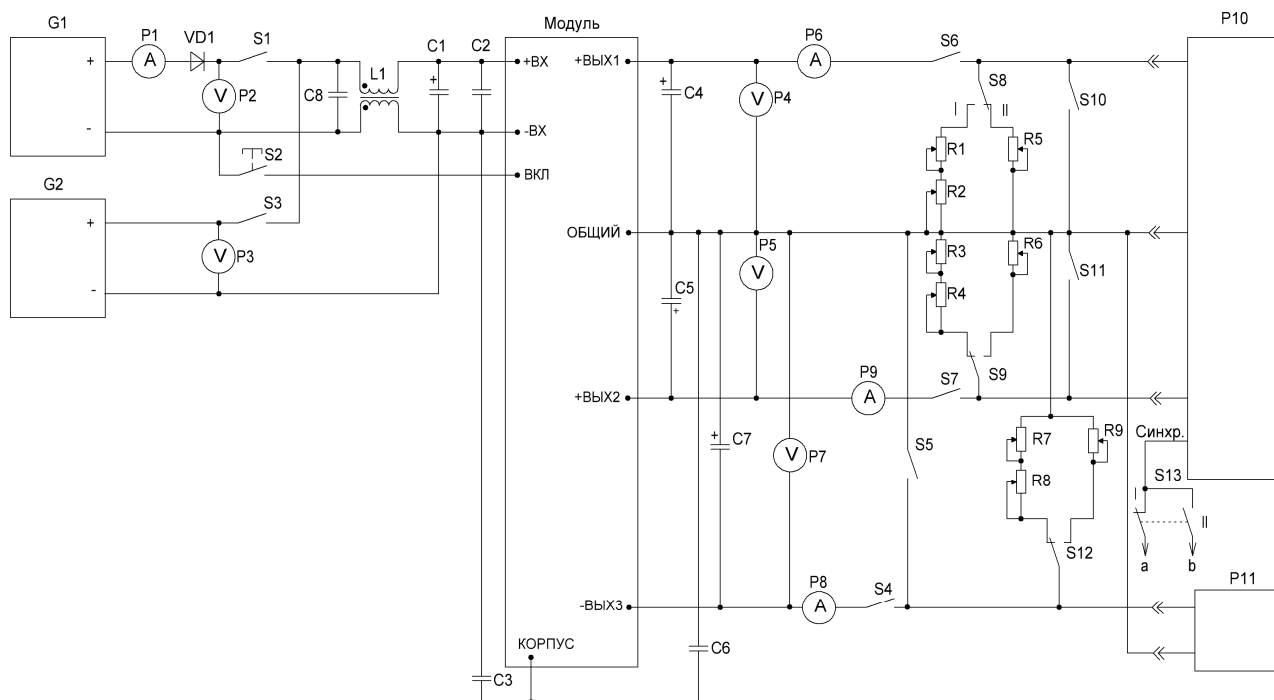 G1
Модуль
P10
P1
VD1
S1
C1
C2
P6
S6
+
A
L1
+
+ВХ
+ВЫХ1
A
V
P2
C8
+
C4
V
P4
S8
S10
I
II
-
-ВХ
R1
R5
S2
G2
ВКЛ
R2
+
S3
ОБЩИЙ
P5
R3
R6
V
P3
V
S11
-
C5
+
R4
P9
S7
S9
+ВЫХ2
A
+
C7
V
P7
S5
R7
R9
Синхр.
R8
S13
I
II
S12
a
b
P8
S4
P11
-ВЫХ3
A
КОРПУС
C6
C3